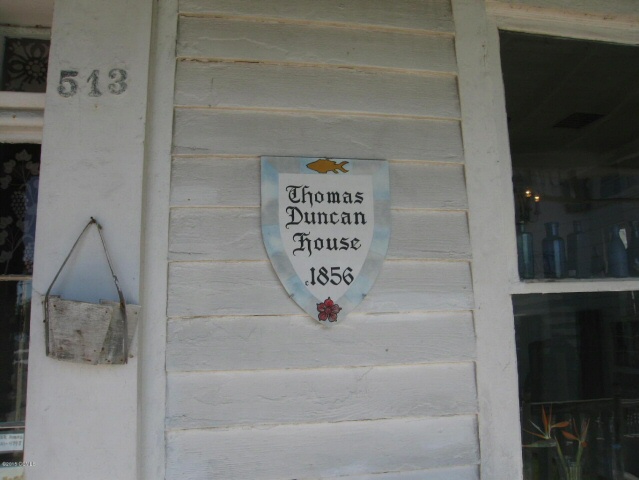 513
Thomas
Duncan
House
c.1856